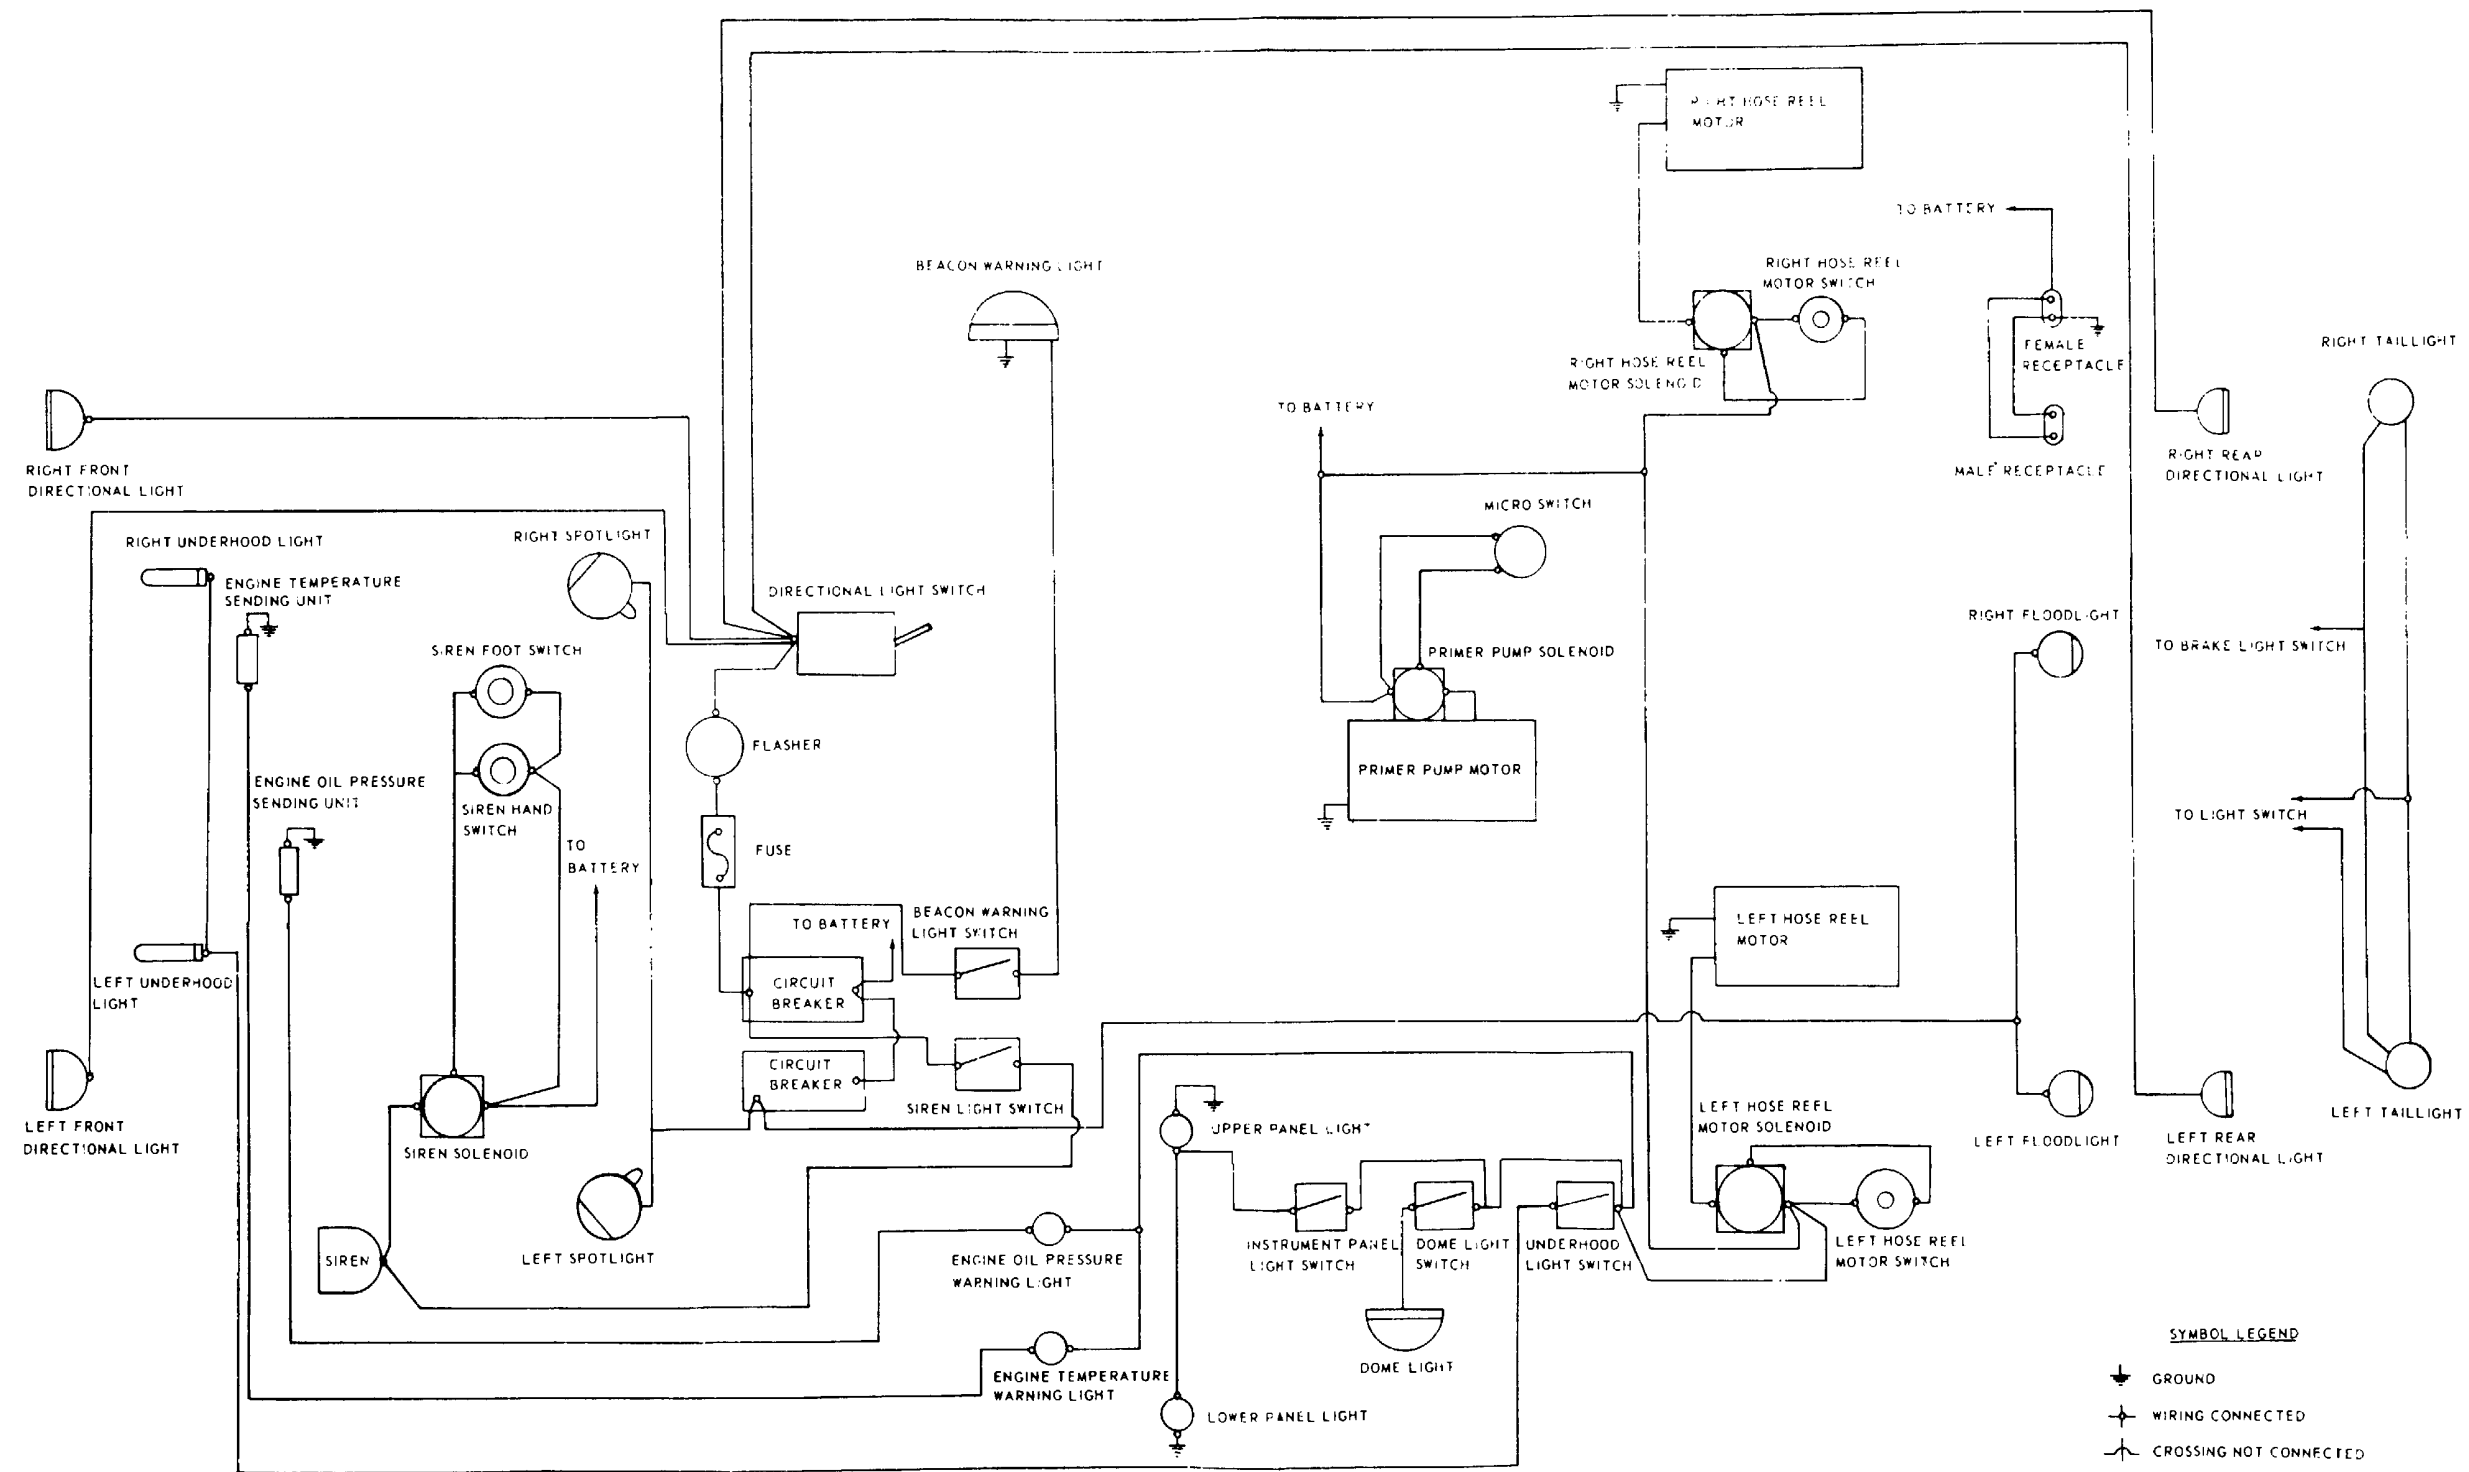 RIGHT HOSE REEL
MOTOR
TO BATTERY
BEACON WARNING LIGHT
RIGHT HOSE REEL
MOTOR SWITCH
FEMALE
RECEPTACLE
RIGHT TAILLIGHT
RIGHT HOSE REEL
MOTOR SOLENOID
TO BATTERY
RIGHT FRONT
DIRECTIONAL LIGHT
MALE RECEPTACLE
RIGHT REAR
DIRECTIONAL LIGHT
MICRO SWITCH
RIGHT UNDERHOOD LIGHT
RIGHT SPOTLIGHT
ENGINE TEMPERATURE
SENDING UNIT
DIRECTIONAL LIGHT SWITCH
RIGHT FLOODLIGHT
SIREN FOOT SWITCH
PRIMER PUMP SOLENOID
TO BRAKE LIGHT SWITCH
FLASHER
PRIMER PUMP MOTOR
ENGINE OIL PRESSURE
SENDING UNIT
SIREN HAND
SWITCH
TO LIGHT SWITCH
TO
BATTERY
FUSE
BEACON WARNING
LIGHT SWITCH
TO BATTERY
LEFT HOSE REEL
MOTOR
LEFT UNDERHOOD
LIGHT
CIRCUIT
BREAKER
CIRCUIT
BREAKER
SIREN LIGHT SWITCH
LEFT FRONT
DIRECTIONAL LIGHT
SIREN SOLENOID
UPPER PANEL LIGHT
LEFT HOSE REEL
MOTOR SOLENOID
LEFT FLOODLIGHT
LEFT REAR
DIRECTIONAL LIGHT
LEFT TAILLIGHT
SIREN
LEFT SPOTLIGHT
ENGINE OIL PRESSURE
WARNING LIGHT
INSTRUMENT PANEL
LIGHT SWITCH
DOME LIGHT
SWITCH
UNDERHOOD
LIGHT SWITCH
LEFT HOSE REEL
MOTOR SWITCH
ENGINE TEMPERATURE
WARNING LIGHT
DOME LIGHT
LOWER PANEL LIGHT
SYMBOL LEGEND
GROUND
WIRING CONNECTED
CROSSING NOT CONNECTED